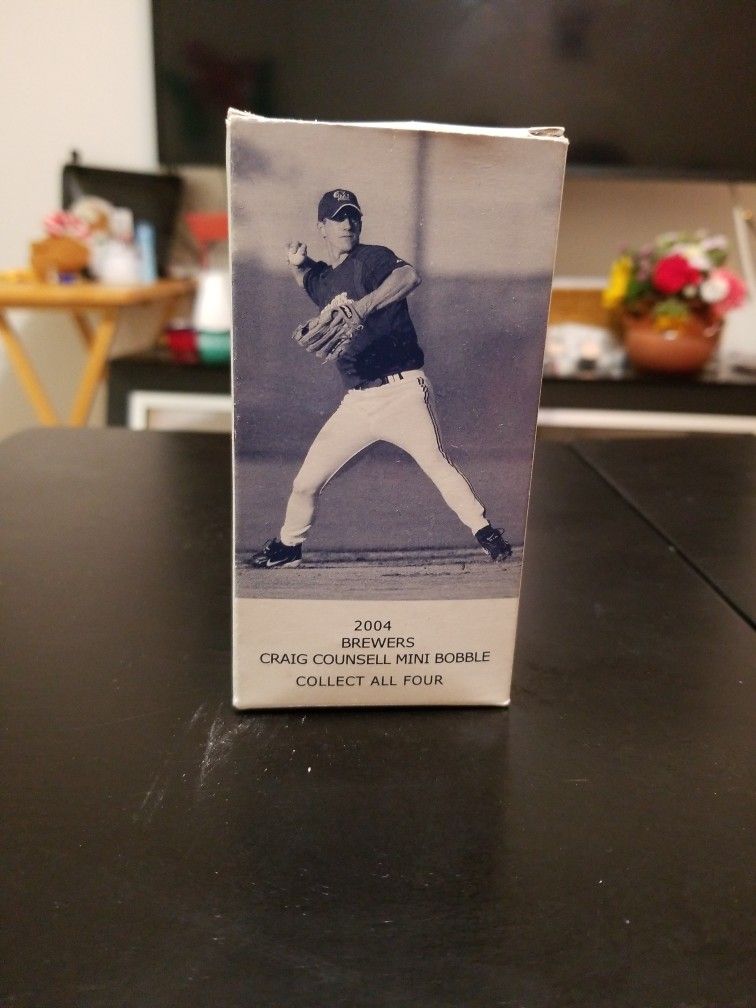 2004
BREWERS
CRAIG COUNSELL MINI BOBBLE
COLLECT ALL FOUR